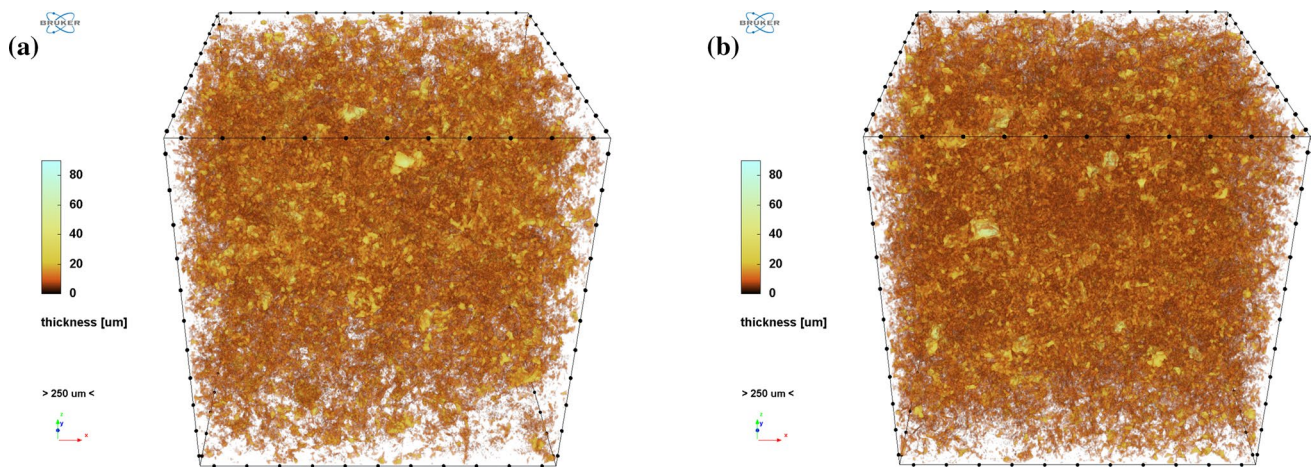 (a)
BRUKER
80
60
40
20
0
thickness [um]
> 250 um <
z
y
x
(b)
BRUKER
80
60
40
20
0
thickness [um]
> 250 um <
z
y
x